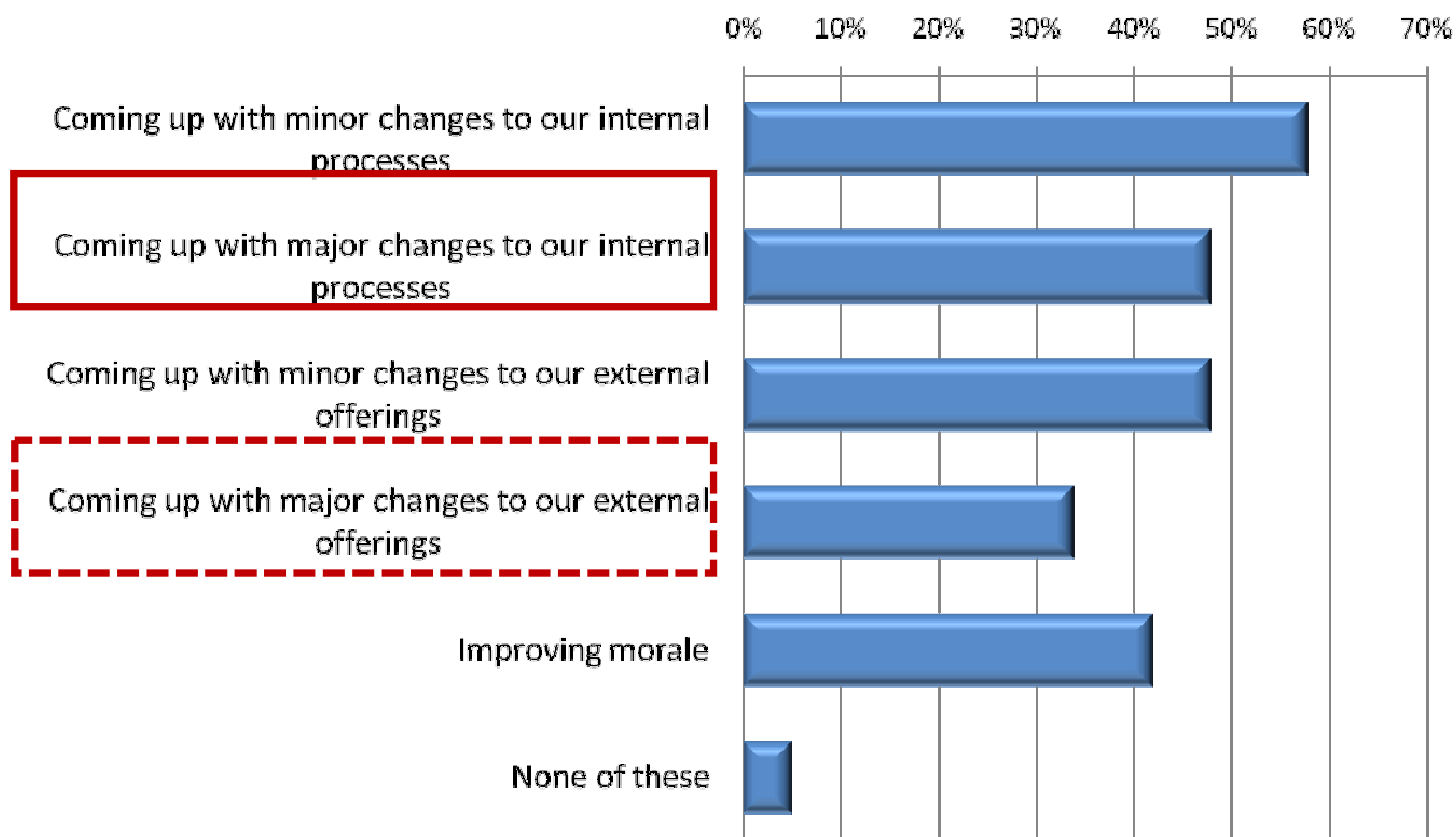 0% 10% 20% 30% 40% 50% 60% 70%
Coming up with minor changes to our internal
processes
Coming up with major changes to our internal
processes
Coming up with minor changes to our external
offerings
Coming up with major changes to our external
offerings
Improving morale
None of these